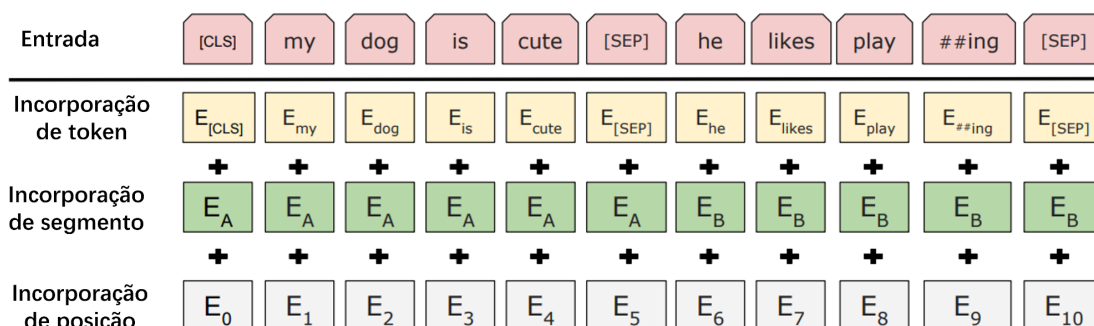 Entrada [CLS] my dog is cute [SEP] he likes play ##ing [SEP]
Incorporação
de token
E[CLS] Emy Edog Eis Ecute E[SEP] Ehe Elikes Eplay E##ing E[SEP]
+ + + + + + + + + + +
Incorporação
de segmento
EA EA EA EA EA EA EB EB EB EB EB
+ + + + + + + + + + +
Incorporação
de posição
E0 E1 E2 E3 E4 E5 E6 E7 E8 E9 E10